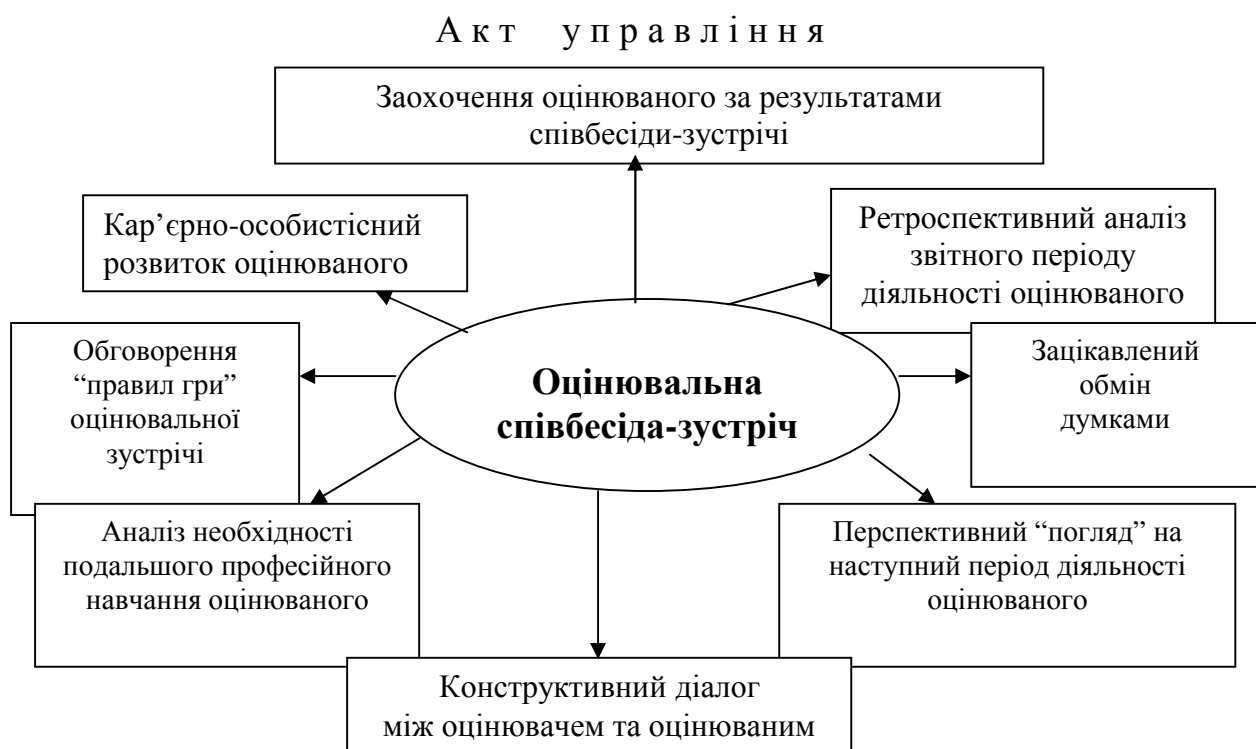 Акт управління
Заохочення оцінюваного за результатами
співбесіди-зустрічі
Кар’єрно-особистісний
розвиток оцінюваного
Ретроспективний аналіз
звітного періоду
діяльності оцінюваного
Обговорення
“правил гри”
оцінювальної
зустрічі
Оцінювальна
співбесіда-зустріч
Зацікавлений
обмін
думками
Аналіз необхідності
подальшого професійного
навчання оцінюваного
Перспективний “погляд” на
наступний період діяльності
оцінюваного
Конструктивний діалог
між оцінювачем та оцінюваним